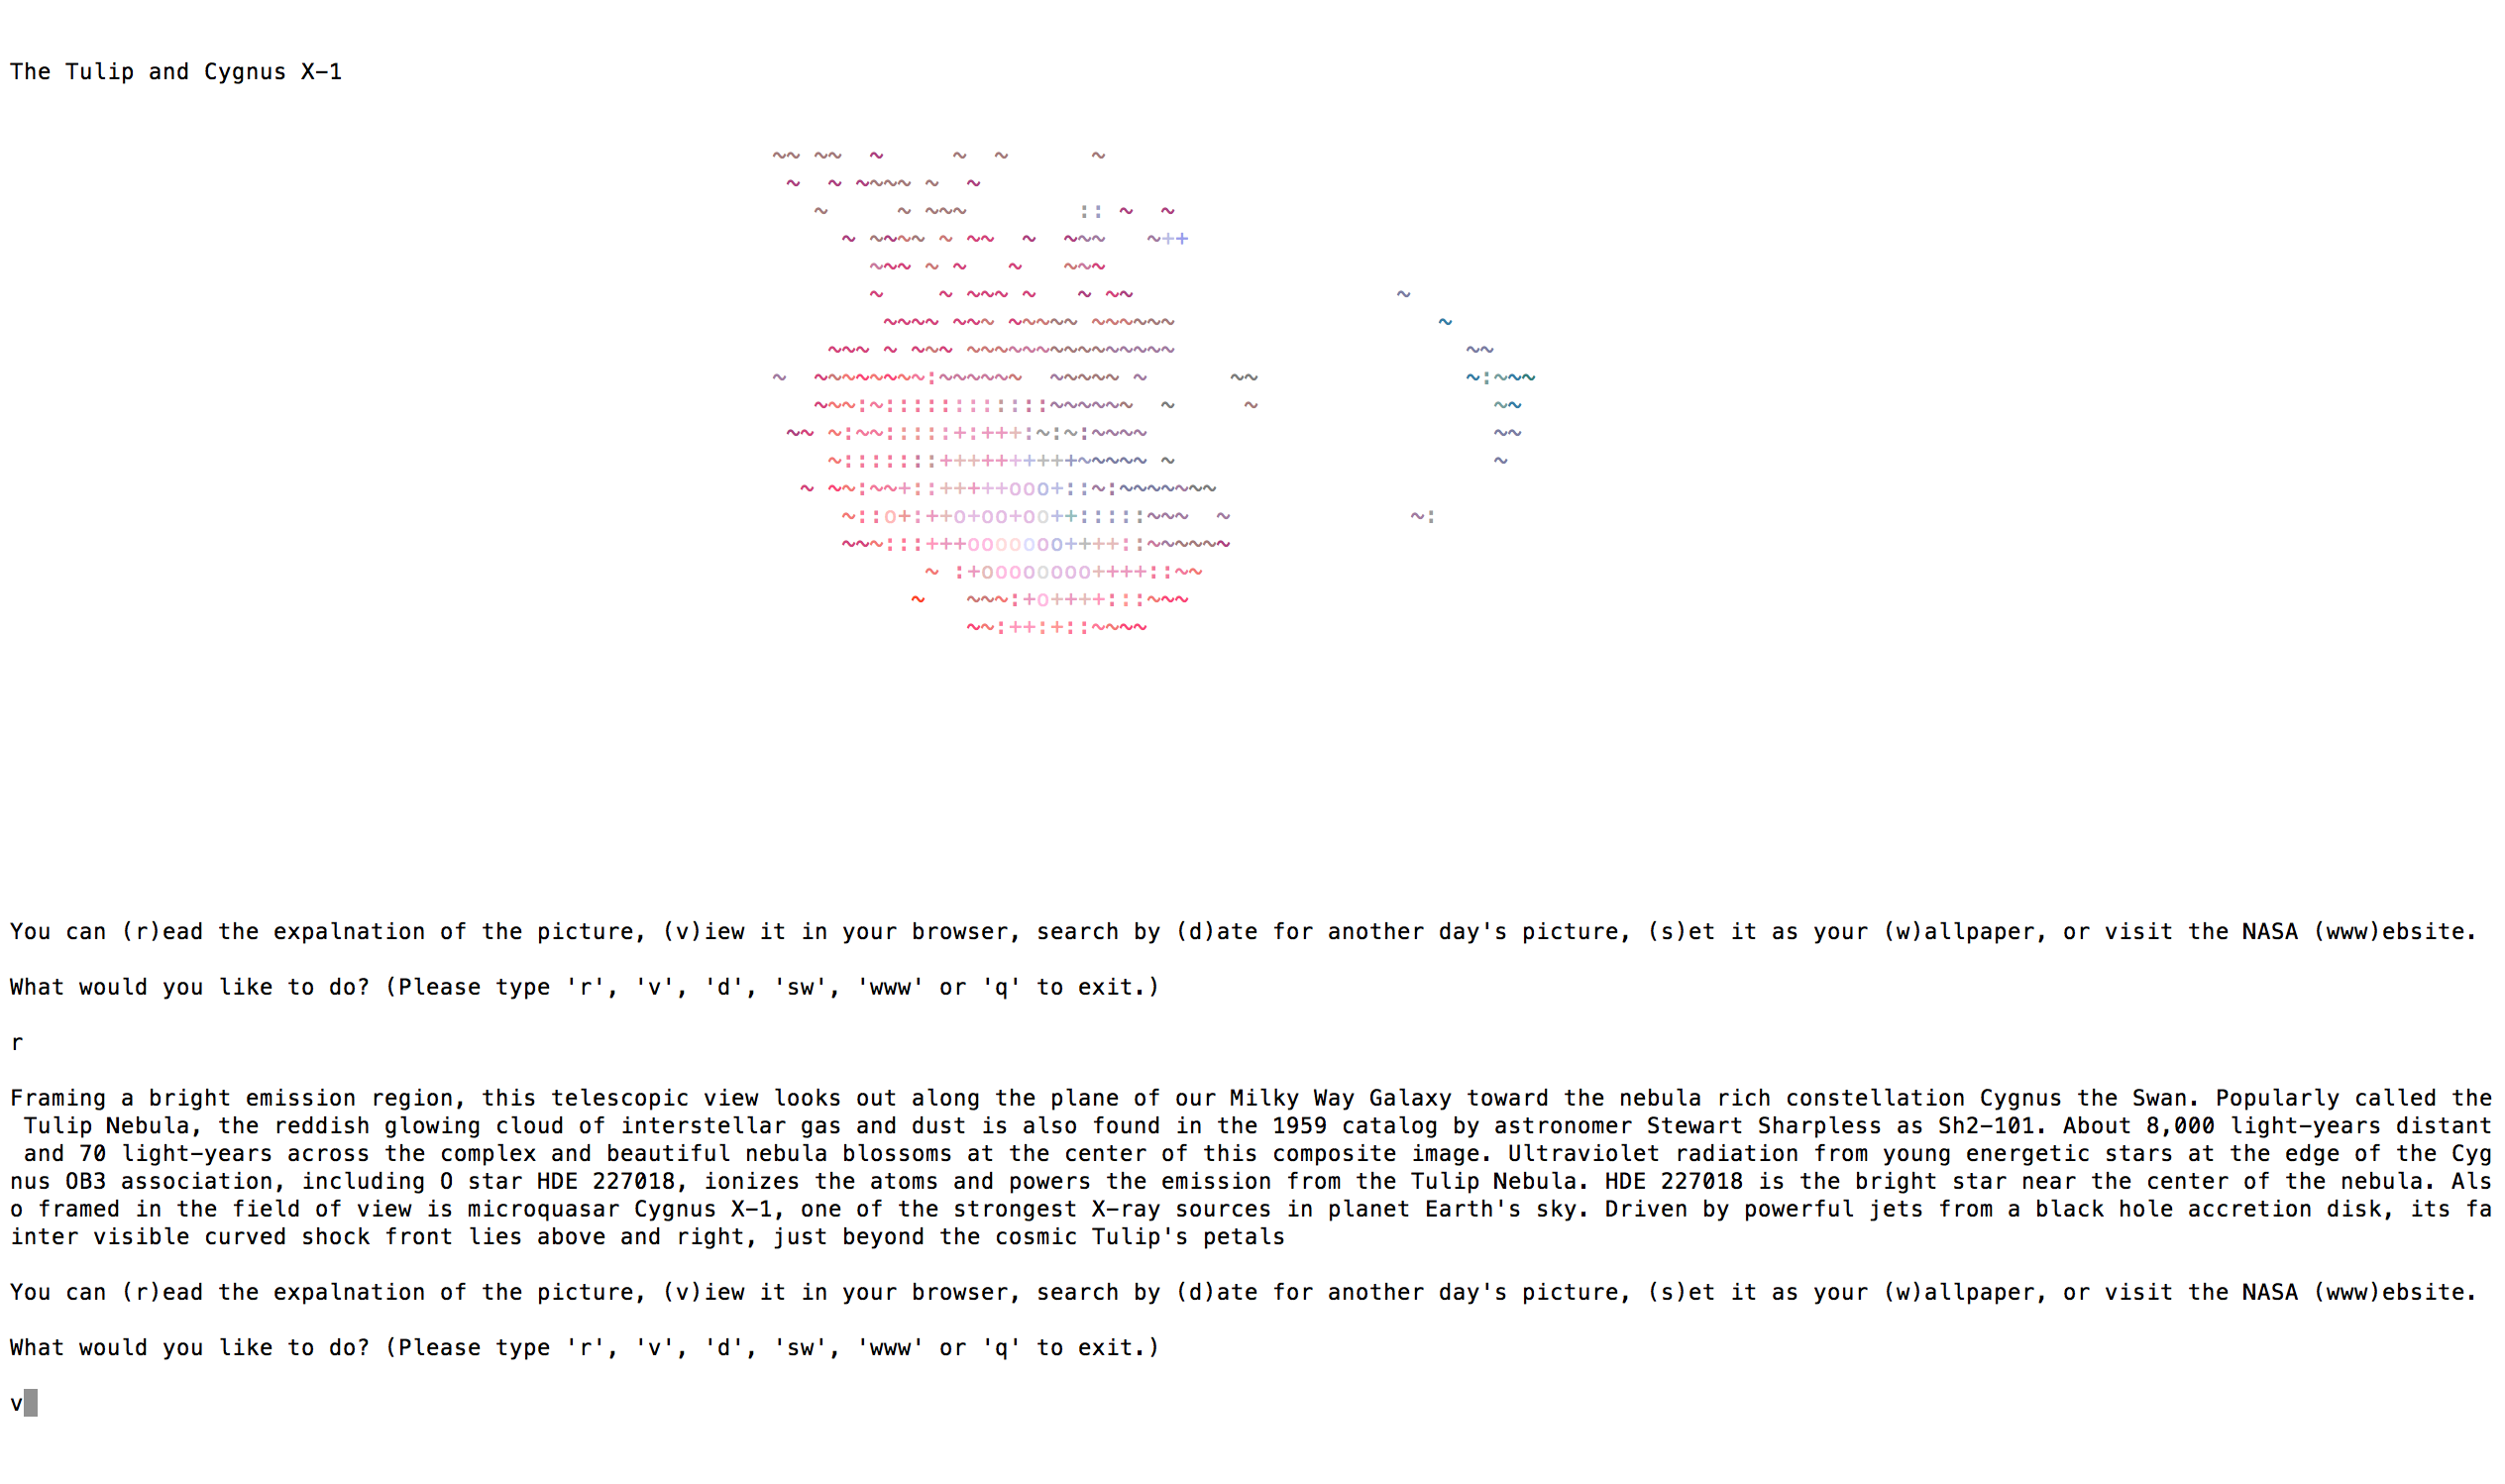 The Tulip and Cygnus X-1
You can (r)ead the expalnation of the picture, (v)iew it in your browser, search by (d)ate for another day's picture, (s)et it as your (w)allpaper, or visit the NASA (www)ebsite.
What would you like to do? (Please type 'r', 'v', 'd', 'sw', 'www' or 'q' to exit.)
r
Framing a bright emission region, this telescopic view looks out along the plane of our Milky Way Galaxy toward the nebula rich constellation Cygnus the Swan. Popularly called the
Tulip Nebula, the reddish glowing cloud of interstellar gas and dust is also found in the 1959 catalog by astronomer Stewart Sharpless as Sh2-101. About 8,000 light-years distant
and 70 light-years across the complex and beautiful nebula blossoms at the center of this composite image. Ultraviolet radiation from young energetic stars at the edge of the Cyg
nus OB3 association, including O star HDE 227018, ionizes the atoms and powers the emission from the Tulip Nebula. HDE 227018 is the bright star near the center of the nebula. Als
o framed in the field of view is microquasar Cygnus X-1, one of the strongest X-ray sources in planet Earth's sky. Driven by powerful jets from a black hole accretion disk, its fa
inter visible curved shock front lies above and right, just beyond the cosmic Tulip's petals
You can (r)ead the expalnation of the picture, (v)iew it in your browser, search by (d)ate for another day's picture, (s)et it as your (w)allpaper, or visit the NASA (www)ebsite.
What would you like to do? (Please type 'r', 'v', 'd', 'sw', 'www' or 'q' to exit.)
v